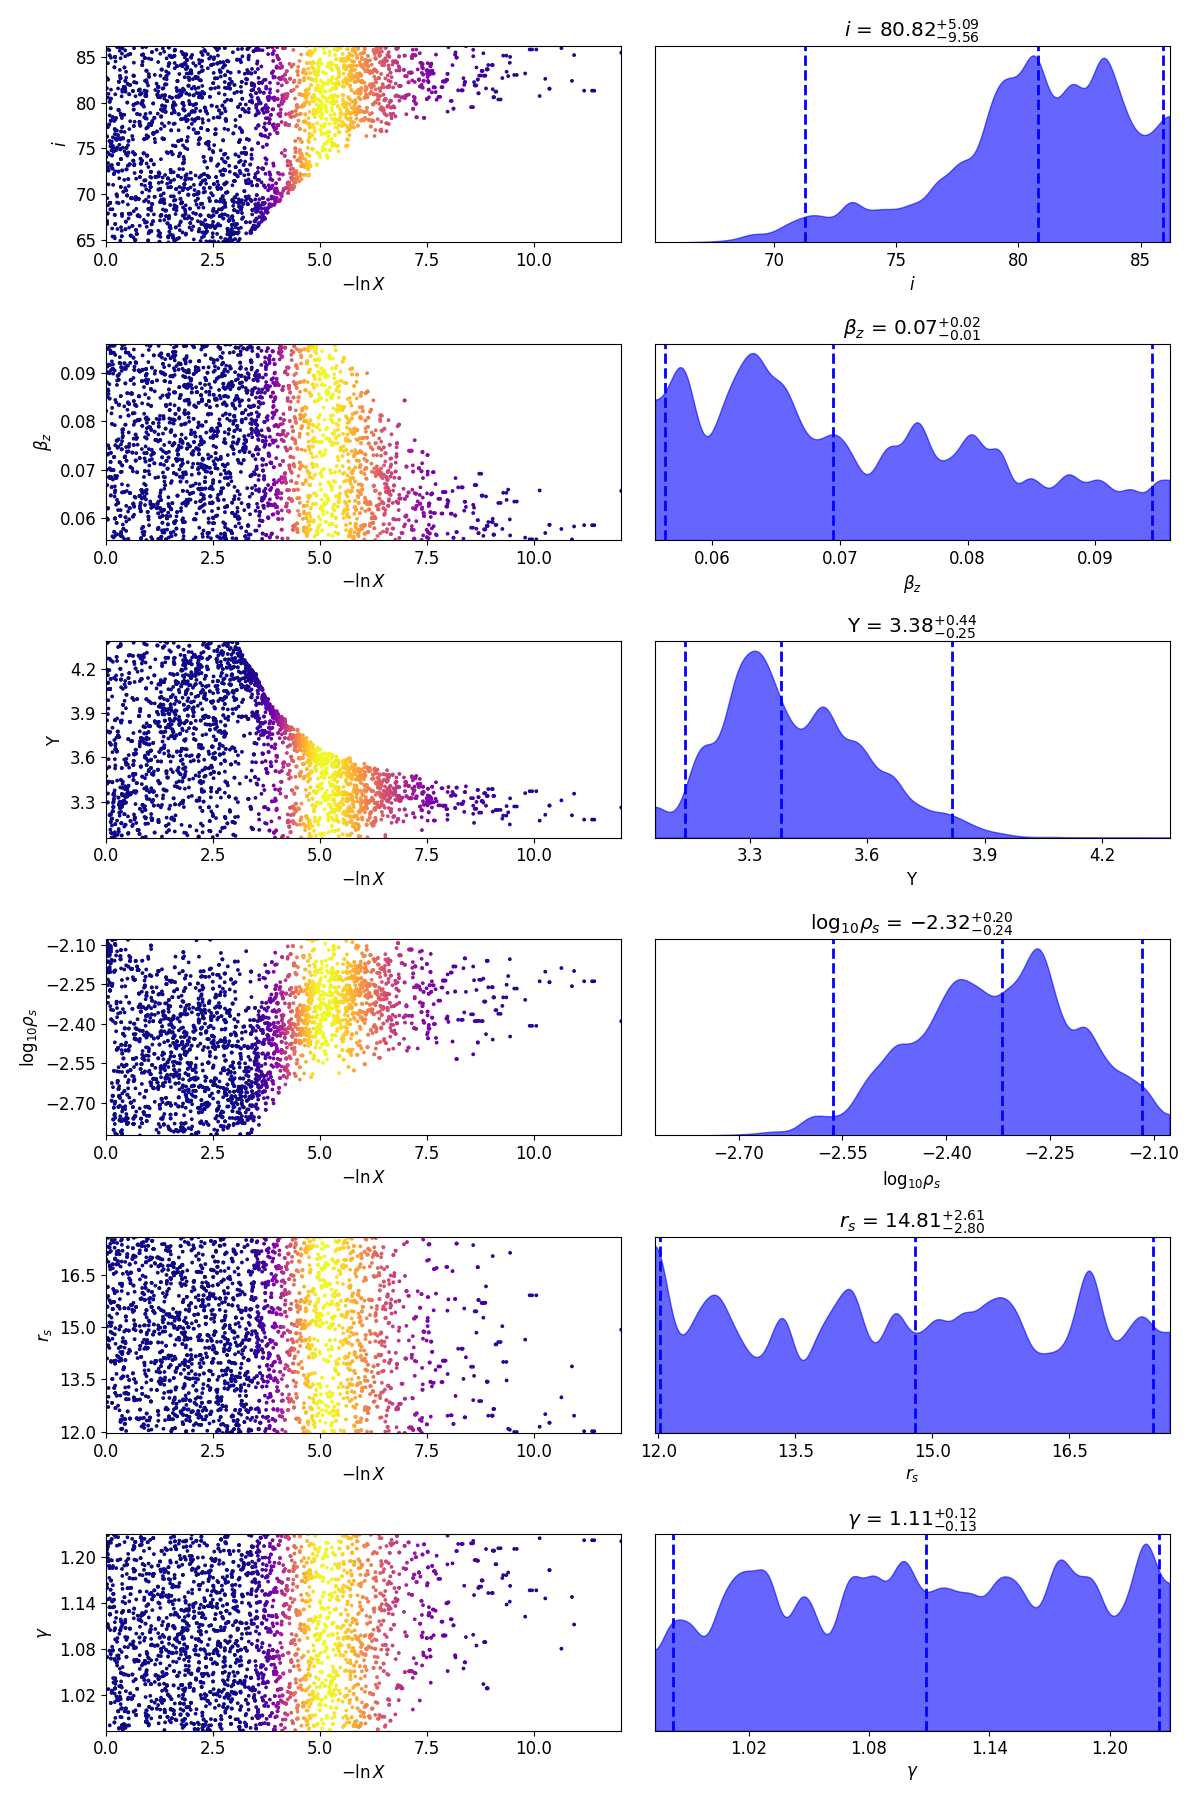 i = 80.82^{+5.09}_{-9.56}
85
80
75
70
65
i
0.0 2.5 5.0 7.5 10.0
−ln X
70 75 80 85
i
β_z = 0.07^{+0.02}_{-0.01}
0.09
0.08
0.07
0.06
β_z
0.0 2.5 5.0 7.5 10.0
−ln X
0.06 0.07 0.08 0.09
β_z
Y = 3.38^{+0.44}_{-0.25}
4.2
3.9
3.6
3.3
Y
0.0 2.5 5.0 7.5 10.0
−ln X
3.3 3.6 3.9 4.2
Y
log₁₀ρ_s = −2.32^{+0.20}_{-0.24}
−2.10
−2.25
−2.40
−2.55
−2.70
log₁₀ρ_s
0.0 2.5 5.0 7.5 10.0
−ln X
−2.70 −2.55 −2.40 −2.25 −2.10
log₁₀ρ_s
r_s = 14.81^{+2.61}_{-2.80}
16.5
15.0
13.5
12.0
r_s
0.0 2.5 5.0 7.5 10.0
−ln X
12.0 13.5 15.0 16.5
r_s
γ = 1.11^{+0.12}_{-0.13}
1.20
1.14
1.08
1.02
γ
0.0 2.5 5.0 7.5 10.0
−ln X
1.02 1.08 1.14 1.20
γ